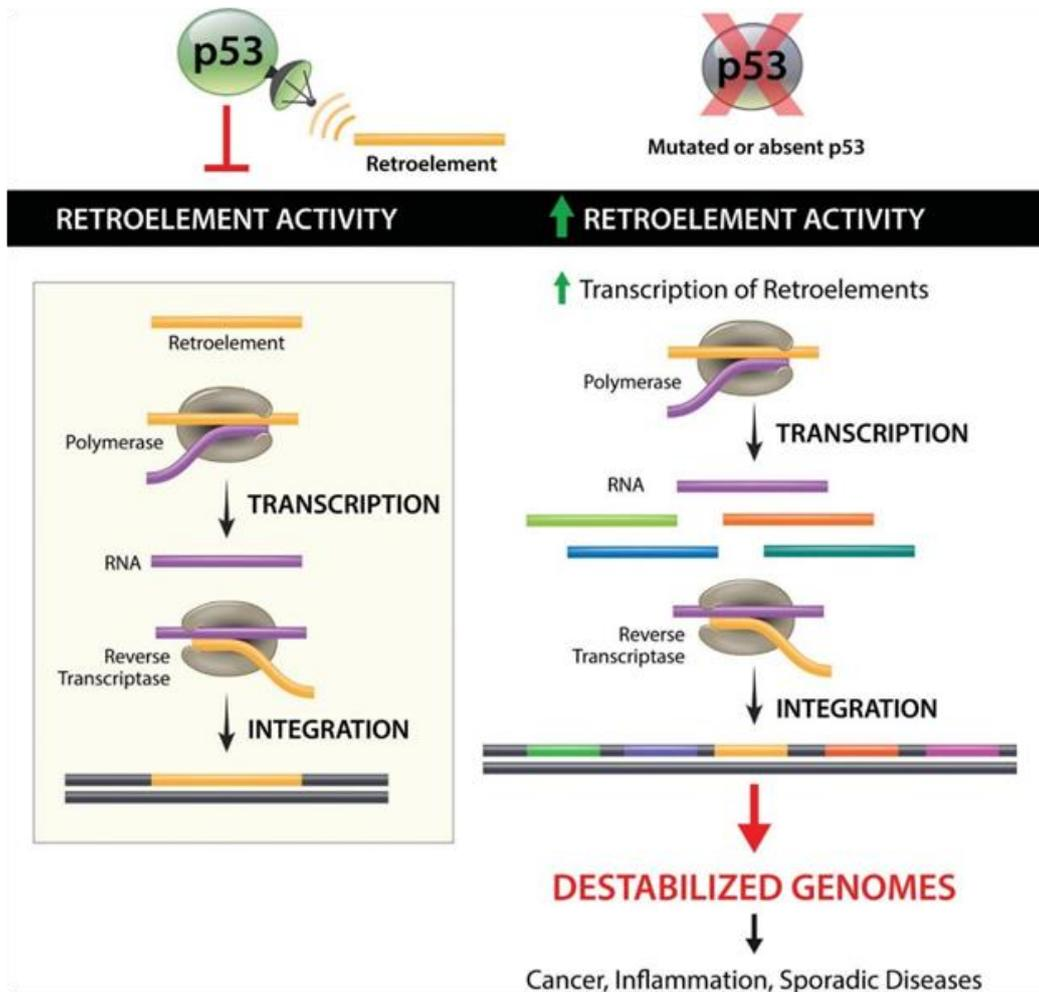 p53
Retroelement
p53
Mutated or absent p53
RETROELEMENT ACTIVITY
RETROELEMENT ACTIVITY
Retroelement
Polymerase
TRANSCRIPTION
RNA
Reverse
Transcriptase
INTEGRATION
Transcription of Retroelements
Polymerase
TRANSCRIPTION
RNA
Reverse
Transcriptase
INTEGRATION
DESTABILIZED GENOMES
Cancer, Inflammation, Sporadic Diseases